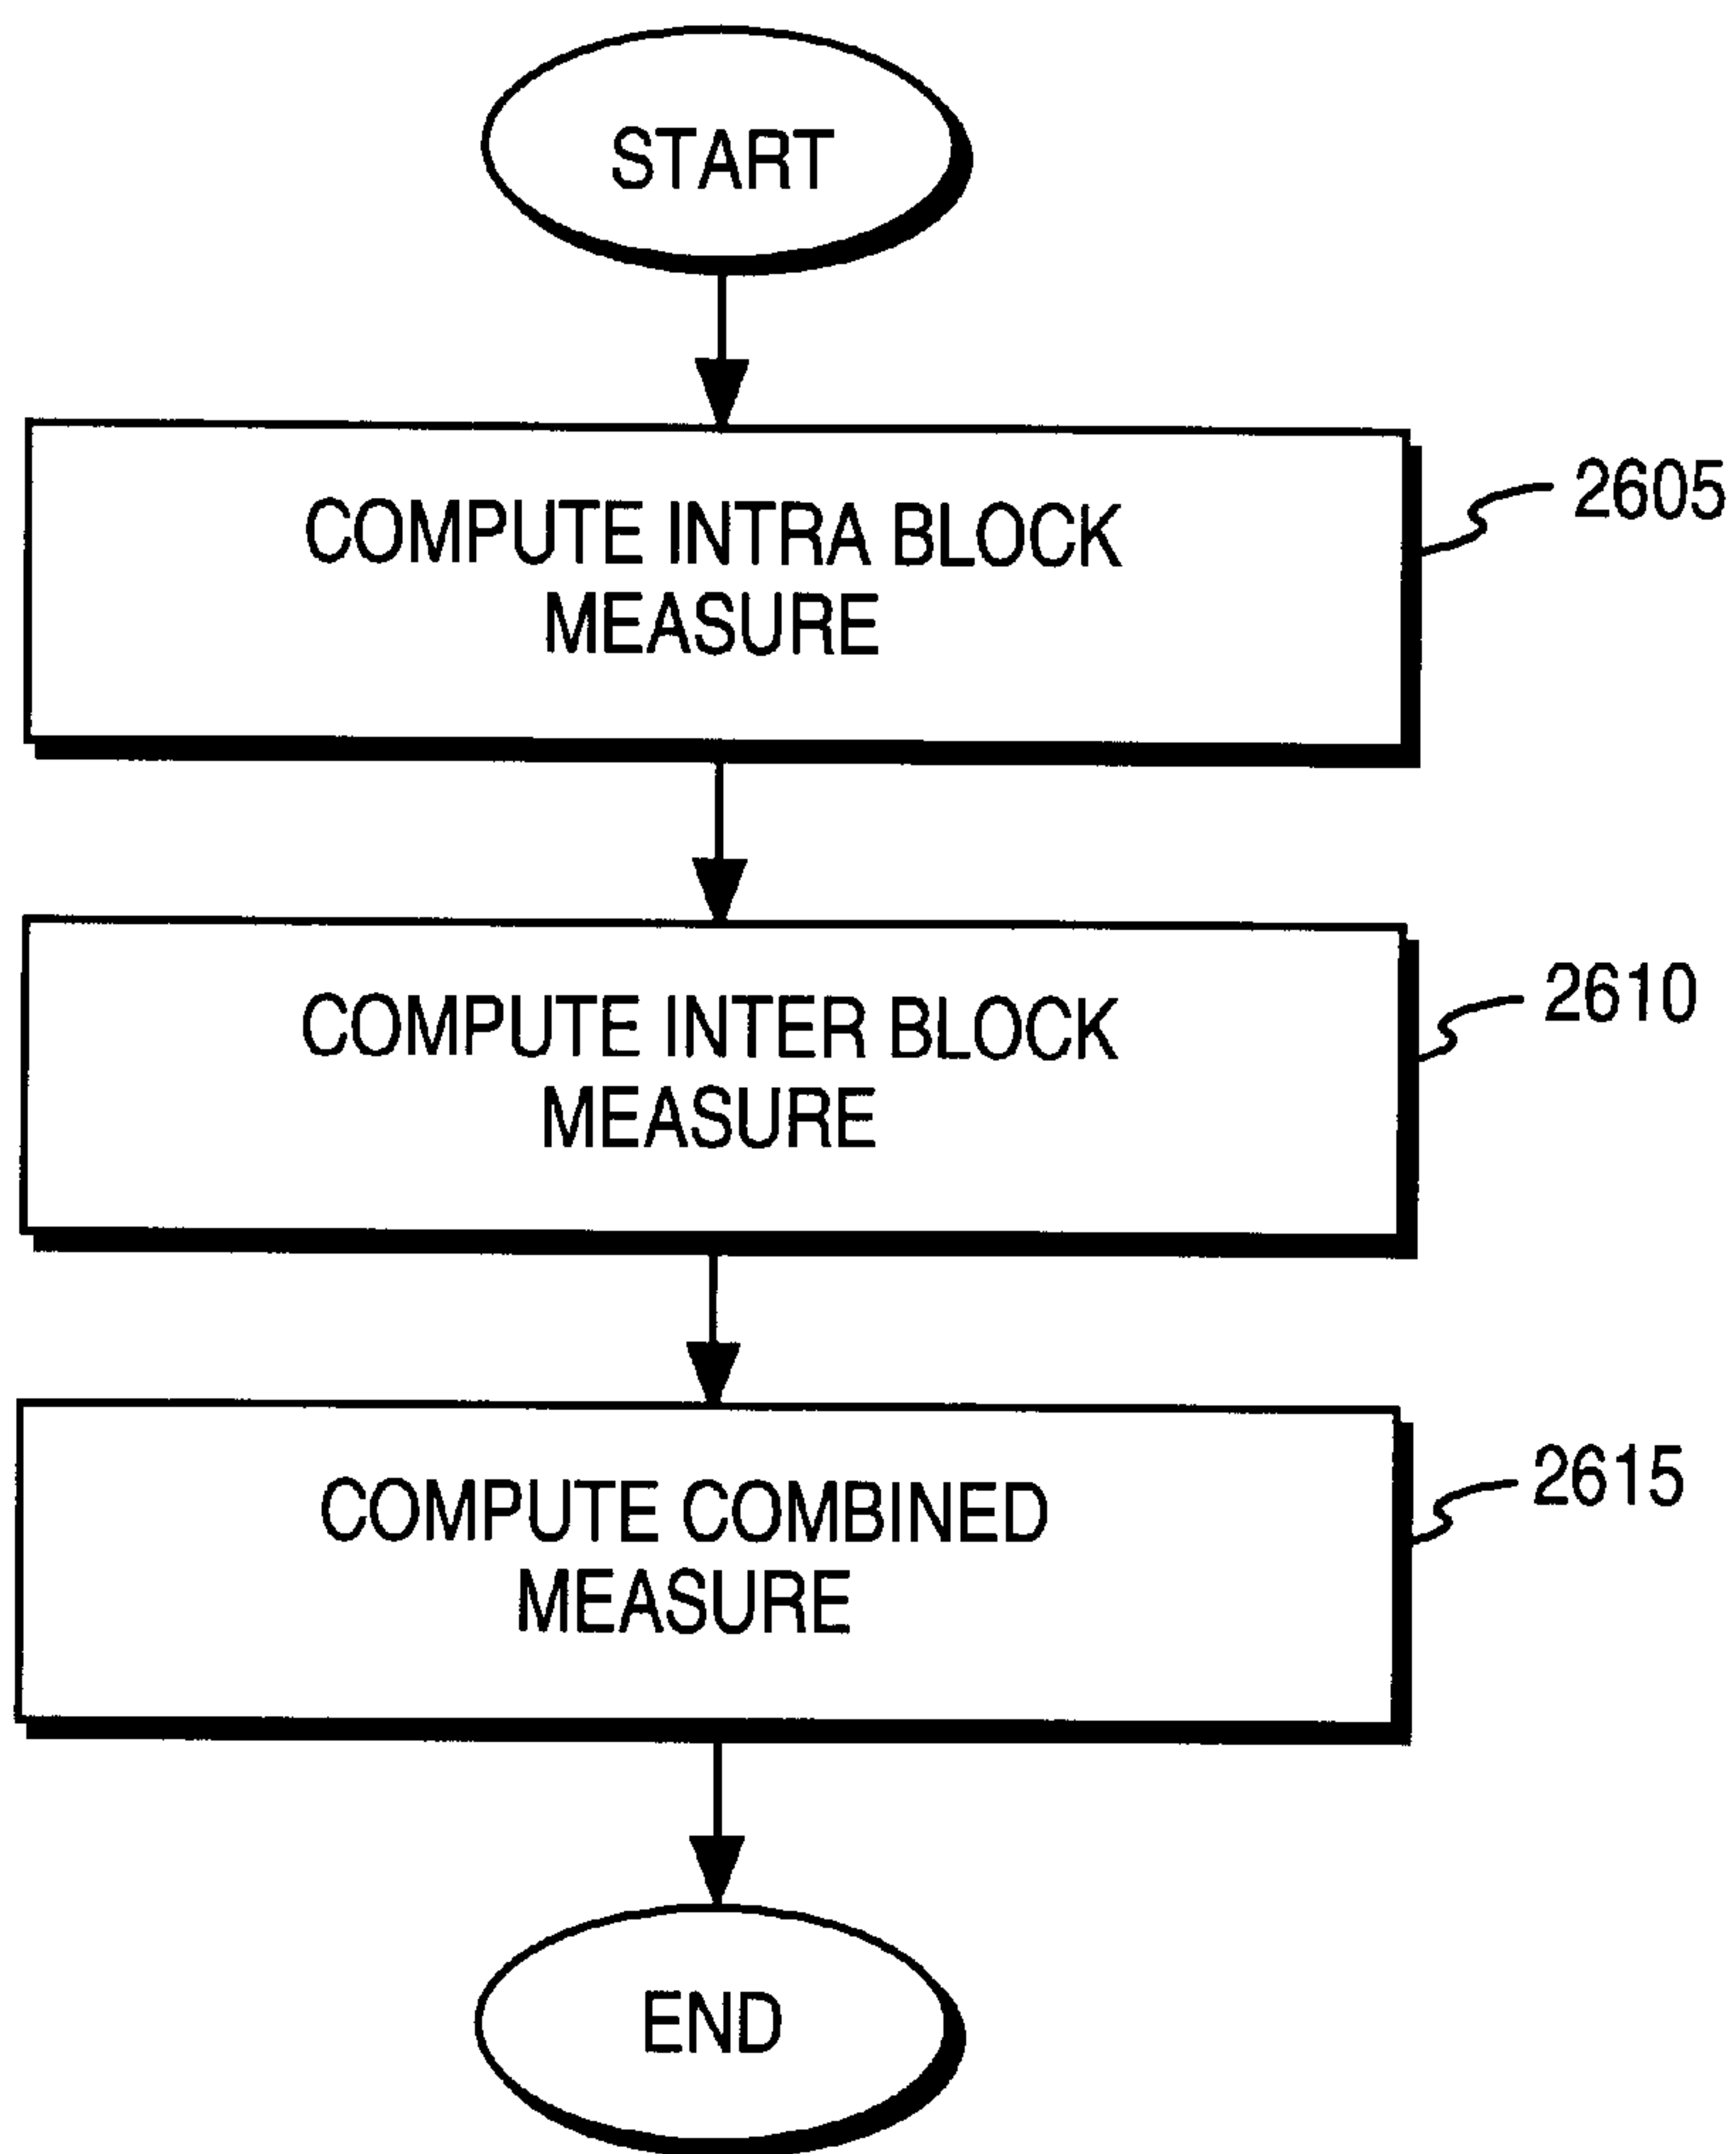 START
COMPUTE INTRA BLOCK
MEASURE
2605
COMPUTE INTER BLOCK
MEASURE
2610
COMPUTE COMBINED
MEASURE
2615
END